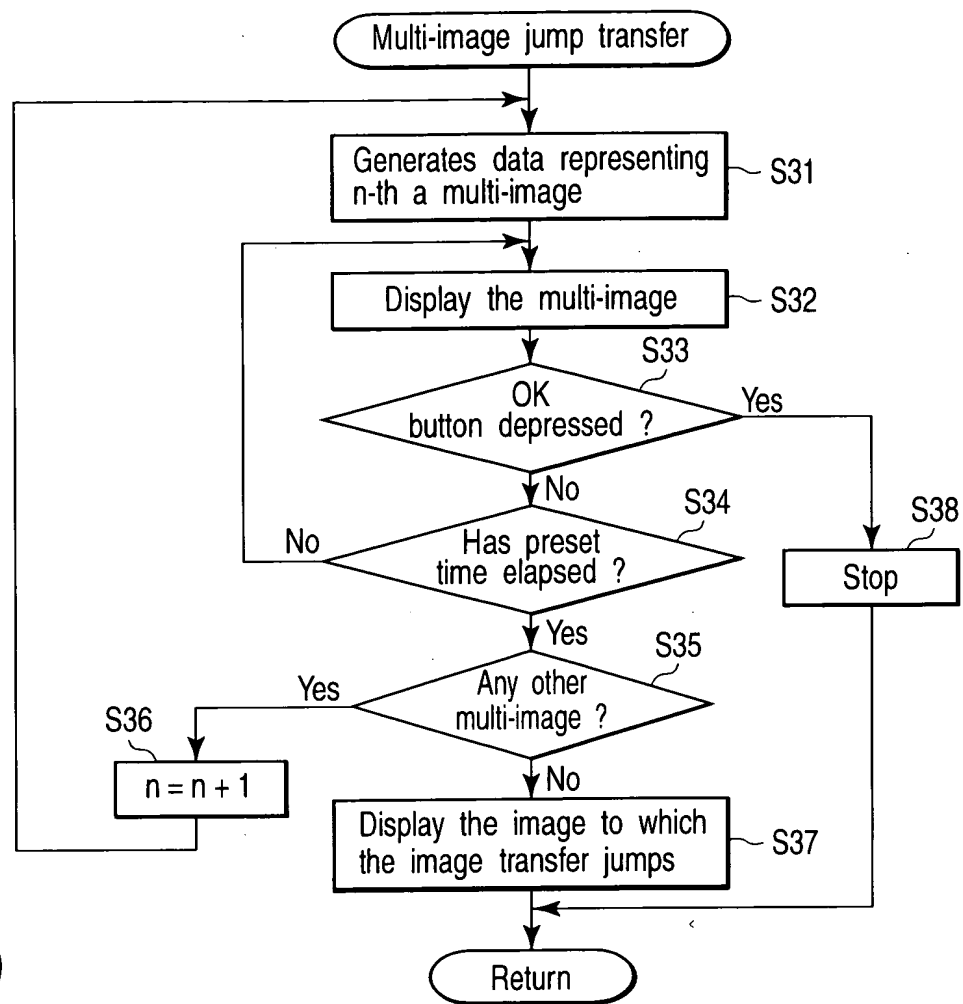 Multi-image jump transfer
Generates data representing
n-th a multi-image
S31
Display the multi-image
S32
S33
OK
button depressed ?
Yes
No
S34
Has preset
time elapsed ?
No
S38
Stop
Yes
S35
Any other
multi-image ?
Yes
S36
n = n + 1
No
Display the image to which
the image transfer jumps
S37
Return